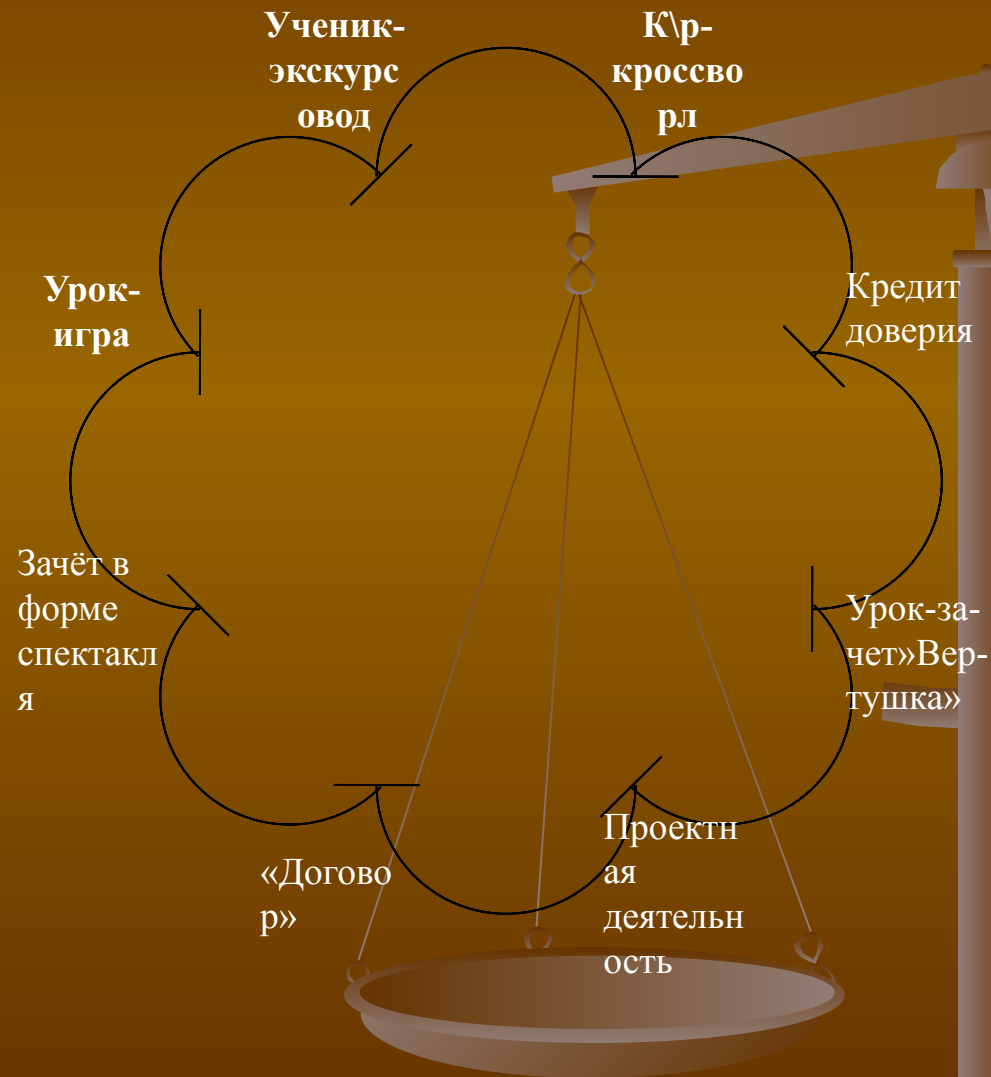 Ученик-
экскурс
овод
К\р-
кроссво
рл
Урок-
игра
Кредит
доверия
Зачёт в
форме
спектакл
я
Урок-за-
чет»Вер-
тушка»
«Догово
р»
Проектн
ая
деятельн
ость